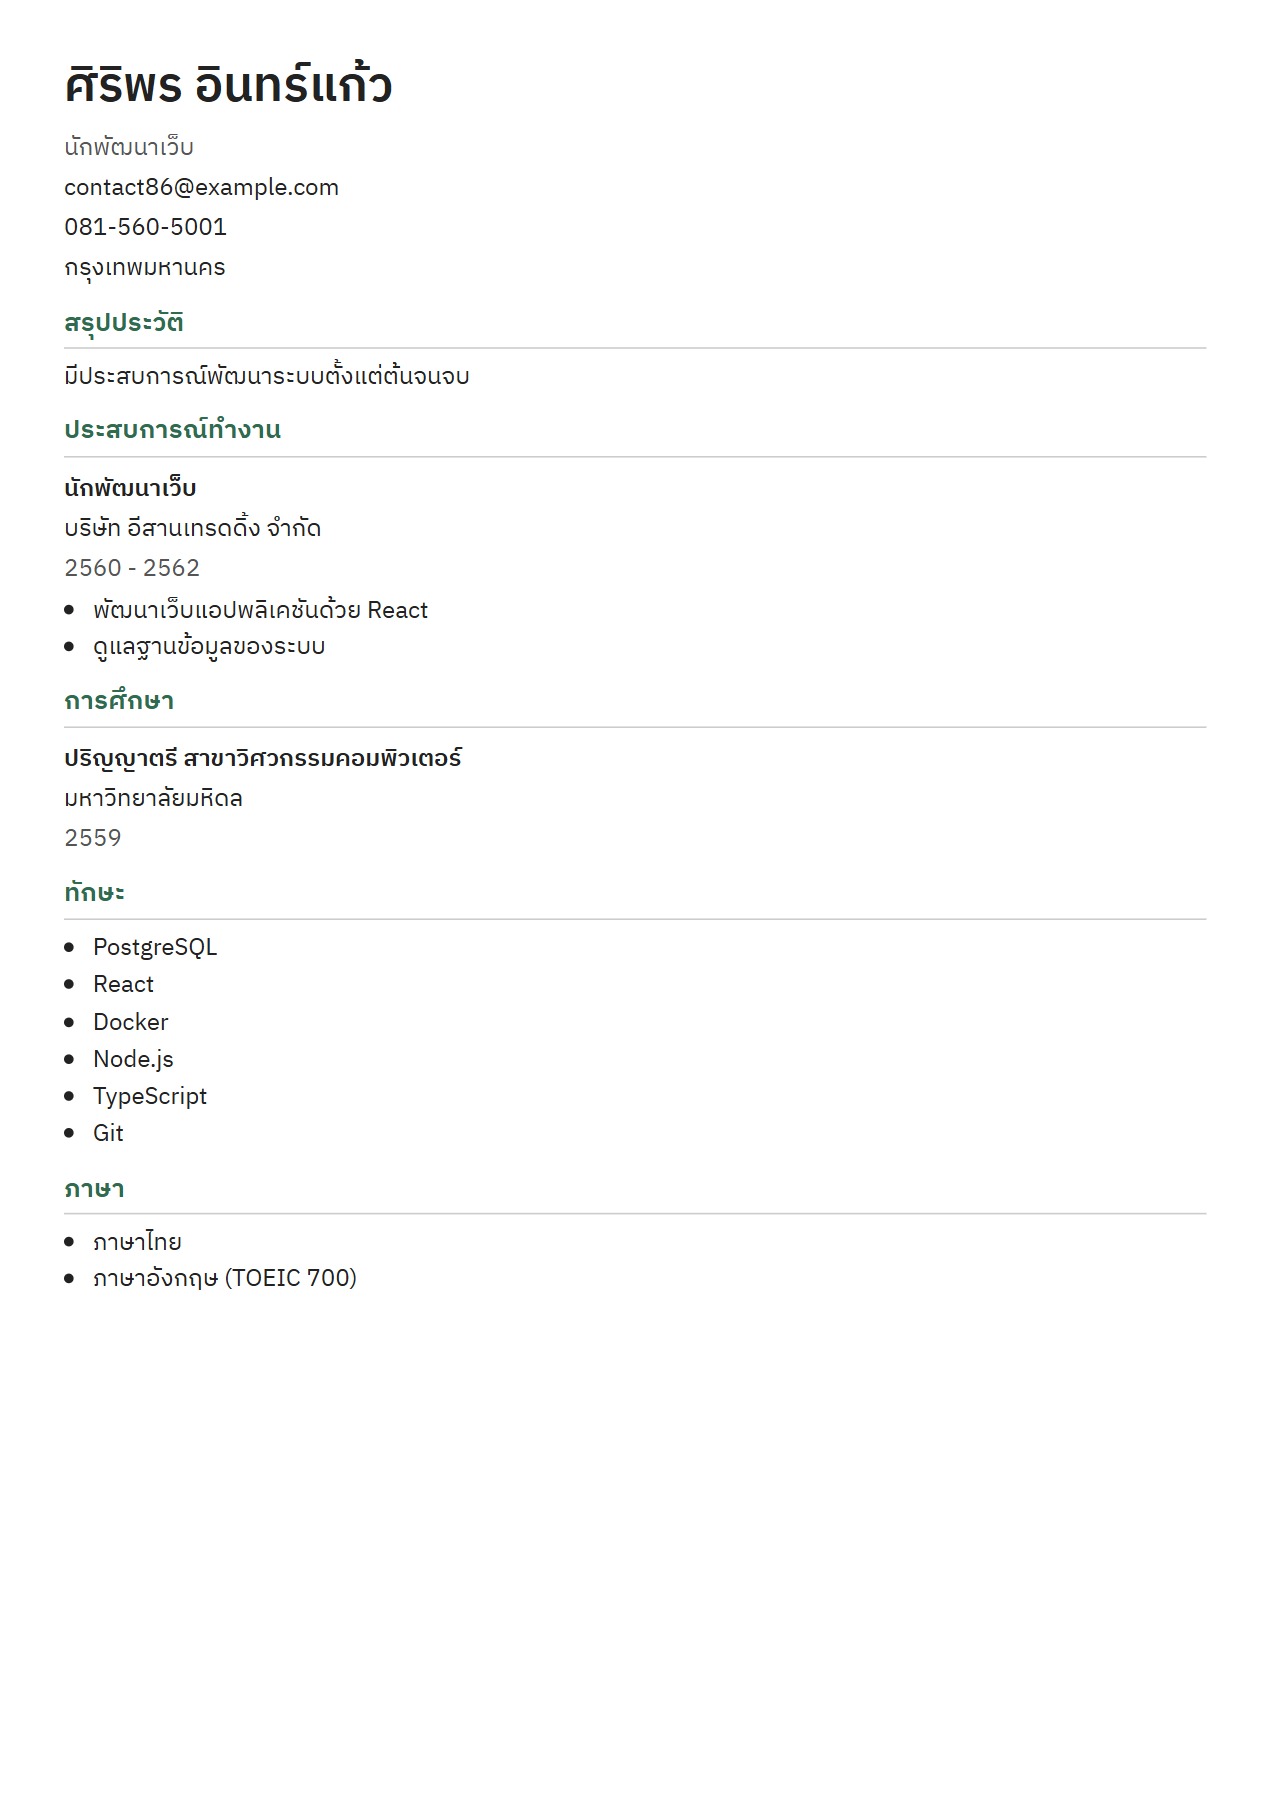 ศิริพร อินทร์แก้ว
นักพัฒนาเว็บ
contact86@example.com
081-560-5001
กรุงเทพมหานคร
สรุปประวัติ
มีประสบการณ์พัฒนาระบบตั้งแต่ต้นจนจบ
ประสบการณ์ทำงาน
นักพัฒนาเว็บ
บริษัท อีสานเทรดดิ้ง จำกัด
2560 - 2562
• พัฒนาเว็บแอปพลิเคชันด้วย React
• ดูแลฐานข้อมูลของระบบ
การศึกษา
ปริญญาตรี สาขาวิศวกรรมคอมพิวเตอร์
มหาวิทยาลัยมหิดล
2559
ทักษะ
• PostgreSQL
• React
• Docker
• Node.js
• TypeScript
• Git
ภาษา
• ภาษาไทย
• ภาษาอังกฤษ (TOEIC 700)